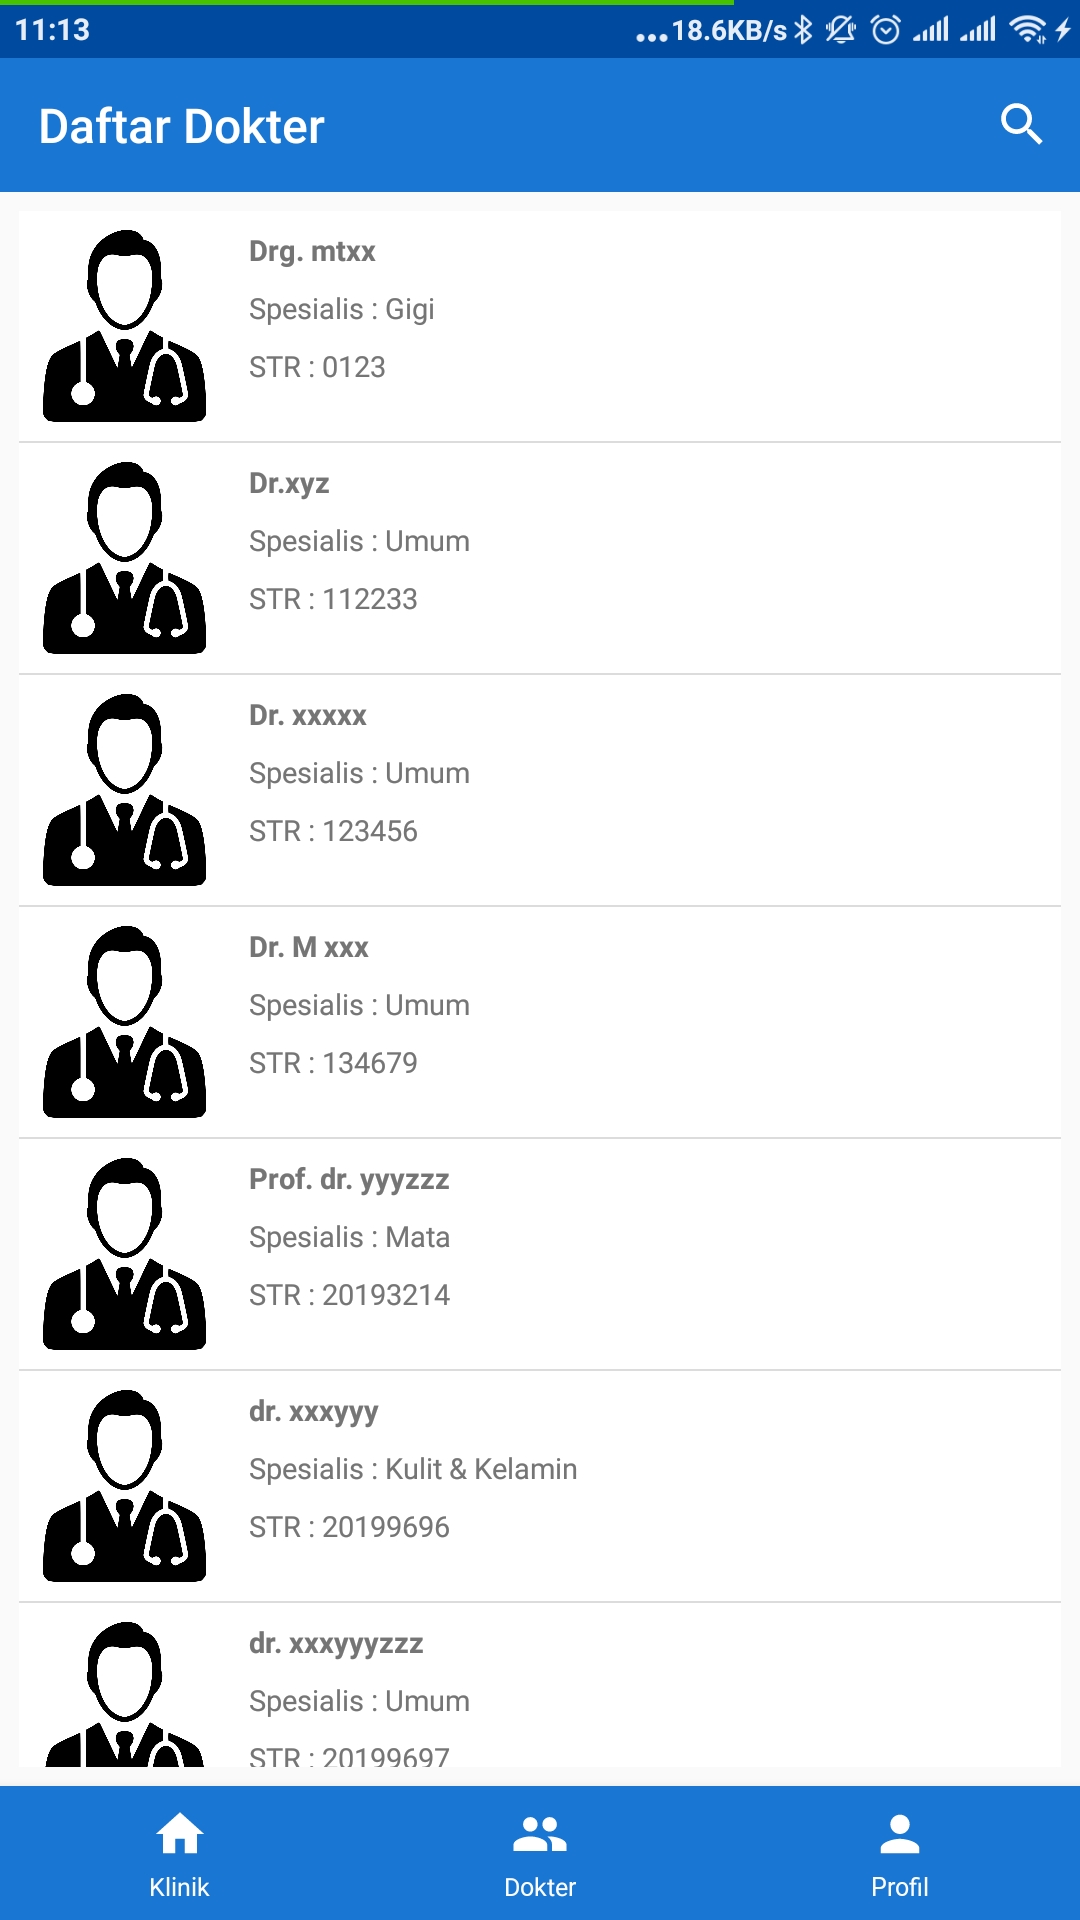 11:13
...18.6KB/s
Daftar Dokter
Drg. mtxx
Spesialis : Gigi
STR : 0123
Dr.xyz
Spesialis : Umum
STR : 112233
Dr. xxxxx
Spesialis : Umum
STR : 123456
Dr. M xxx
Spesialis : Umum
STR : 134679
Prof. dr. yyyzzz
Spesialis : Mata
STR : 20193214
dr. xxxyyy
Spesialis : Kulit & Kelamin
STR : 20199696
dr. xxxyyyzzz
Spesialis : Umum
STR : 20199697
Klinik
Dokter
Profil